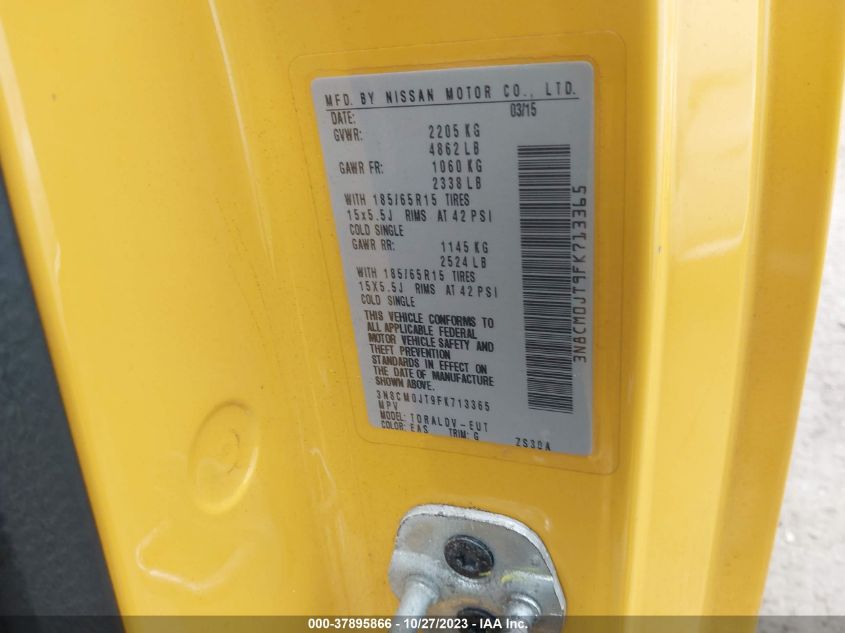 MFD. BY NISSAN MOTOR CO., LTD.
DATE: 03/15
GVWR: 2205 KG
4862 LB
GAWR FR: 1060 KG
2338 LB
WITH 185/65R15 TIRES
15x5.5J RIMS AT 42 PSI
COLD SINGLE
GAWR RR: 1145 KG
2524 LB
WITH 185/65R15 TIRES
15X5.5J RIMS AT 42 PSI
COLD SINGLE
THIS VEHICLE CONFORMS TO
ALL APPLICABLE FEDERAL
MOTOR VEHICLE SAFETY AND
THEFT PREVENTION
STANDARDS IN EFFECT ON
THE DATE OF MANUFACTURE
SHOWN ABOVE.
3N8CM0JT9FK713365
MPV
MODEL: TDRALDV-EUT
COLOR: EAS TRIM: G ZS30A
3N8CM0JT9FK713365
000-37895866 - 10/27/2023 - IAA Inc.